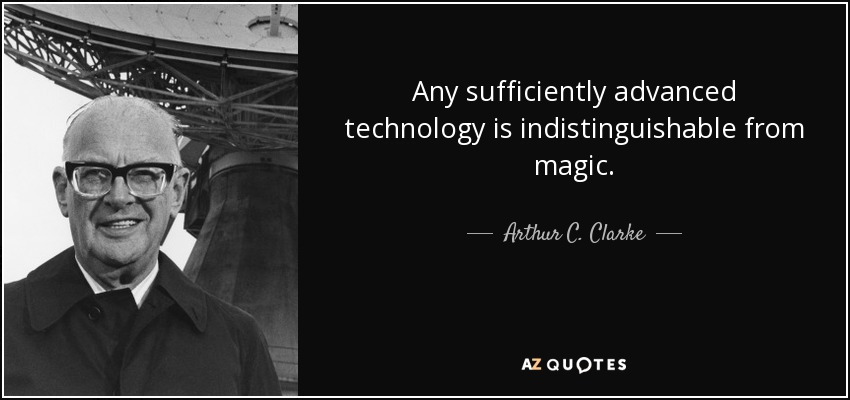 Any sufficiently advanced
technology is indistinguishable from
magic.
Arthur C. Clarke
AZ QUOTES